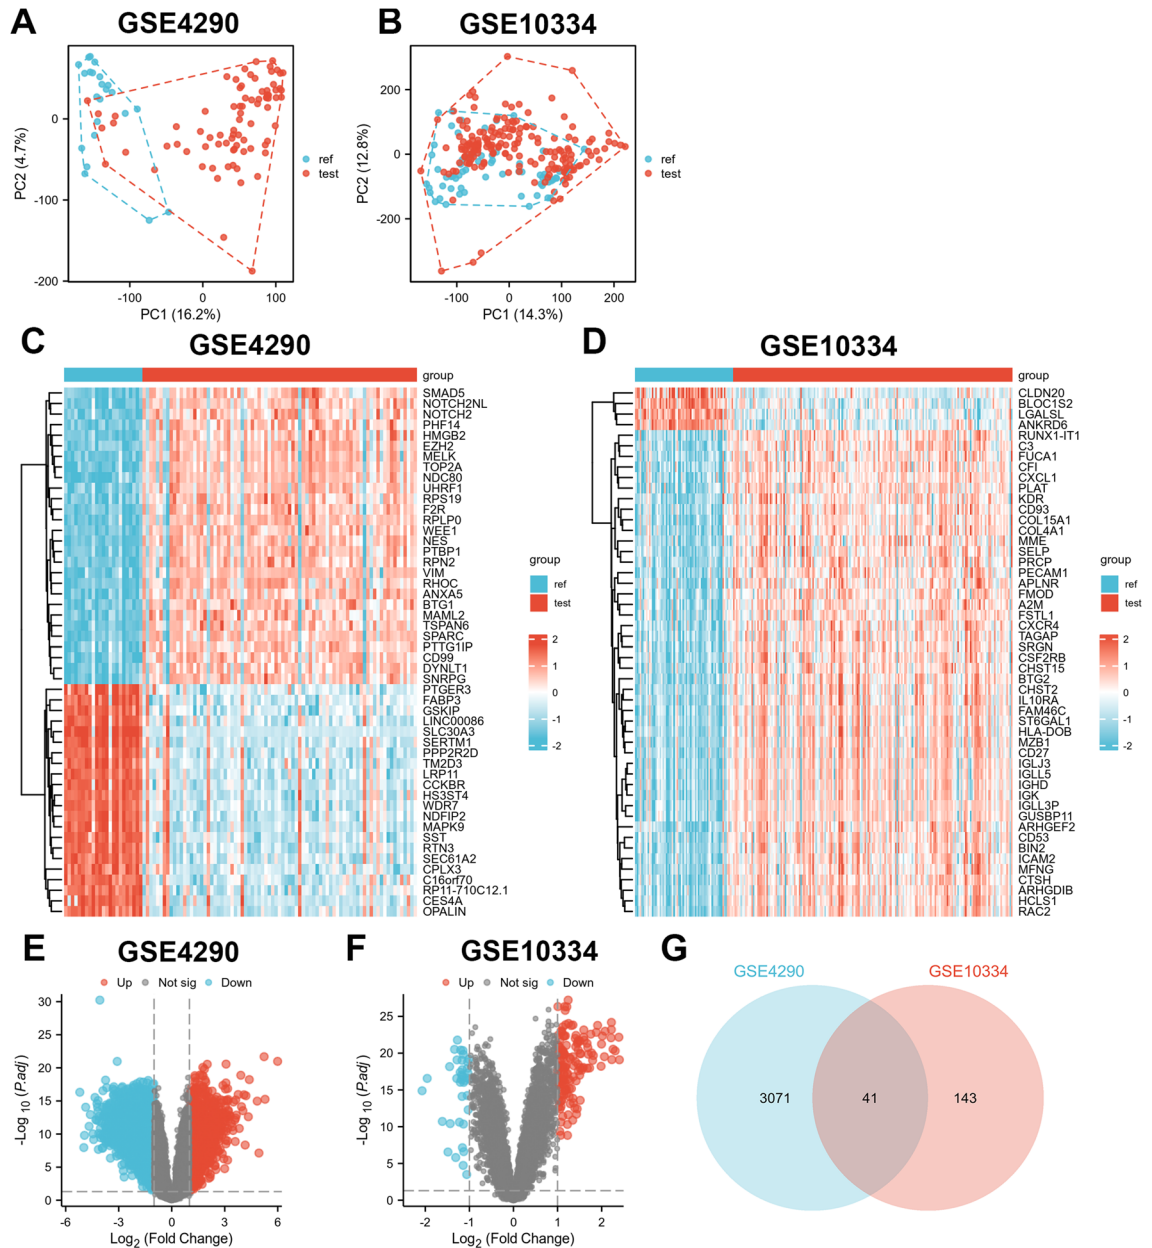 A
GSE4290
PC2 (4.7%)
0
-100
-200
-100
0
100
PC1 (16.2%)
ref
test
B
GSE10334
PC2 (12.8%)
200
0
-200
-100
0
100
200
PC1 (14.3%)
ref
test
C
GSE4290
group
SMAD5
NOTCH2NL
NOTCH2
PHF14
HMGB2
EZH2
MELK
TOP2A
NDC80
UHRF1
RPS19
F2R
RPLP0
WEE1
NES
PTBP1
RPN2
VIM
RHOC
ANXA5
BTG1
MAML2
TSPAN6
SPARC
PTTG1IP
CD99
DYNLT1
SNRPG
PTGER3
FABP3
GSKIP
LINC00086
SLC30A3
SERTM1
PPP2R2D
TM2D3
LRP11
CCKBR
HS3ST4
WDR7
NDFIP2
MAPK9
SST
RTN3
SEC61A2
CPLX3
C16orf70
RP11-710C12.1
CES4A
OPALIN
group
ref
test
2
1
0
-1
-2
D
GSE10334
group
CLDN20
BLOC1S2
LGALSL
ANKRD6
RUNX1-IT1
C3
FUCA1
CFI
CXCL1
PLAT
KDR
CD93
COL15A1
COL4A1
MME
SELP
PRCP
PECAM1
APLNR
FMOD
A2M
FSTL1
CXCR4
TAGAP
SRGN
CSF2RB
CHST15
BTG2
CHST2
IL10RA
FAM46C
ST6GAL1
HLA-DOB
MZB1
CD27
IGLJ3
IGLL5
IGHD
IGK
IGLL3P
GUSBP11
ARHGEF2
CD53
BIN2
ICAM2
MFNG
CTSH
ARHGDIB
HCLS1
RAC2
group
ref
test
2
1
0
-1
-2
E
GSE4290
Up Not sig Down
-Log 10 (P.adj)
30
25
20
15
10
5
0
-6
-3
0
3
6
Log2 (Fold Change)
F
GSE10334
Up Not sig Down
-Log 10 (P.adj)
25
20
15
10
5
0
-2
-1
0
1
2
Log2 (Fold Change)
G
GSE4290
GSE10334
3071
41
143